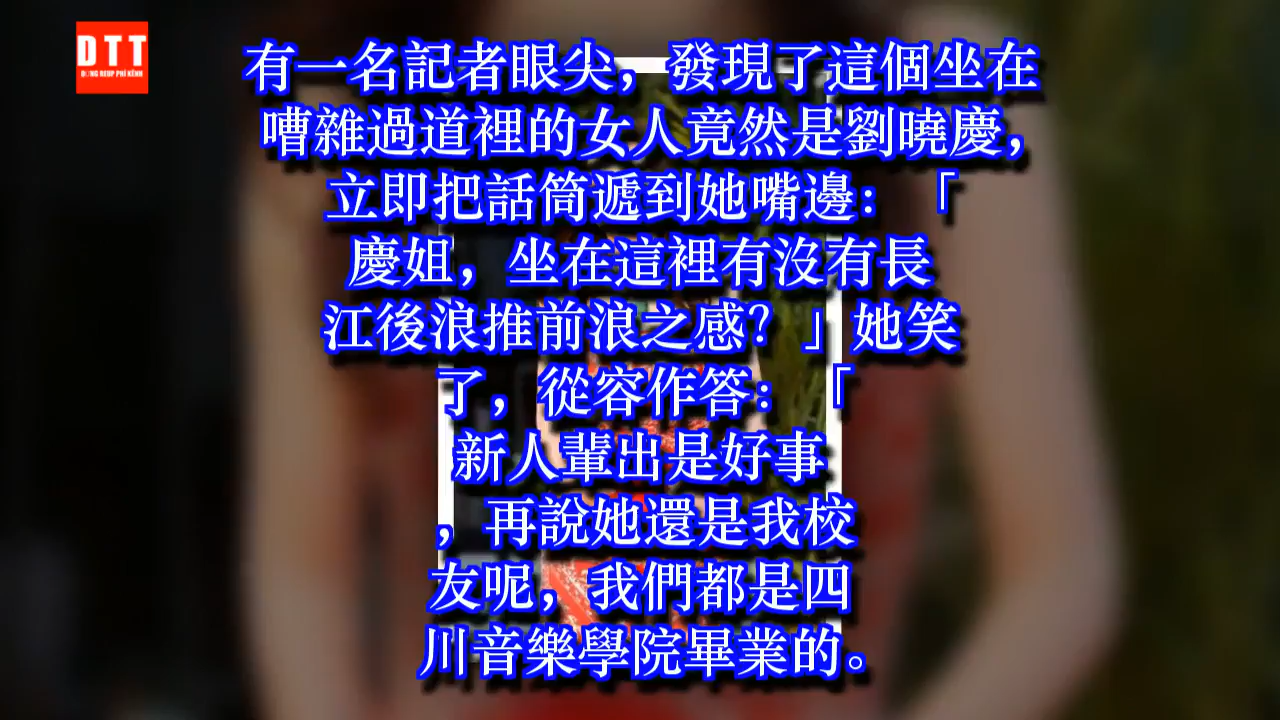 DTT
有一名記者眼尖，發現了這個坐在
嘈雜過道裡的女人竟然是劉曉慶，
立即把話筒遞到她嘴邊：「
慶姐，坐在這裡有沒有長
江後浪推前浪之感？」她笑
了，從容作答：「
新人輩出是好事
，再說她還是我校
友呢，我們都是四
川音樂學院畢業的。